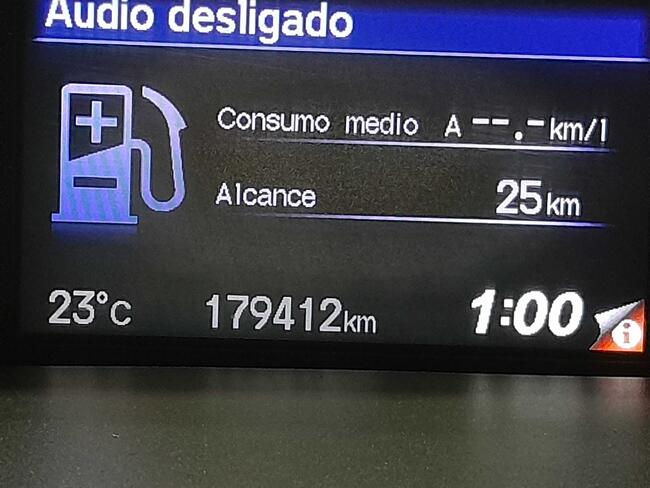 Audio desligado
Consumo medio A --.- km/l
Alcance 25 km
23°C 179412 km 1:00
i